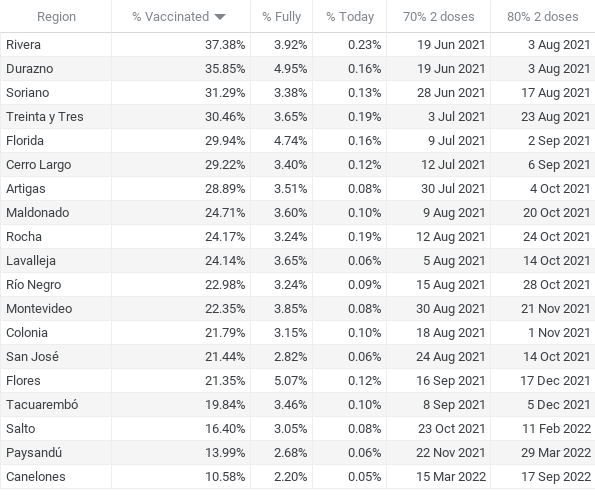 Region % Vaccinated % Fully % Today 70% 2 doses 80% 2 doses
Rivera 37.38% 3.92% 0.23% 19 Jun 2021 3 Aug 2021
Durazno 35.85% 4.95% 0.16% 19 Jun 2021 3 Aug 2021
Soriano 31.29% 3.38% 0.13% 28 Jun 2021 17 Aug 2021
Treinta y Tres 30.46% 3.65% 0.19% 3 Jul 2021 23 Aug 2021
Florida 29.94% 4.74% 0.16% 9 Jul 2021 2 Sep 2021
Cerro Largo 29.22% 3.40% 0.12% 12 Jul 2021 6 Sep 2021
Artigas 28.89% 3.51% 0.08% 30 Jul 2021 4 Oct 2021
Maldonado 24.71% 3.60% 0.10% 9 Aug 2021 20 Oct 2021
Rocha 24.17% 3.24% 0.19% 12 Aug 2021 24 Oct 2021
Lavalleja 24.14% 3.65% 0.06% 5 Aug 2021 14 Oct 2021
Río Negro 22.98% 3.24% 0.09% 15 Aug 2021 28 Oct 2021
Montevideo 22.35% 3.85% 0.08% 30 Aug 2021 21 Nov 2021
Colonia 21.79% 3.15% 0.10% 18 Aug 2021 1 Nov 2021
San José 21.44% 2.82% 0.06% 24 Aug 2021 14 Oct 2021
Flores 21.35% 5.07% 0.12% 16 Sep 2021 17 Dec 2021
Tacuarembó 19.84% 3.46% 0.10% 8 Sep 2021 5 Dec 2021
Salto 16.40% 3.05% 0.08% 23 Oct 2021 11 Feb 2022
Paysandú 13.99% 2.68% 0.06% 22 Nov 2021 29 Mar 2022
Canelones 10.58% 2.20% 0.05% 15 Mar 2022 17 Sep 2022